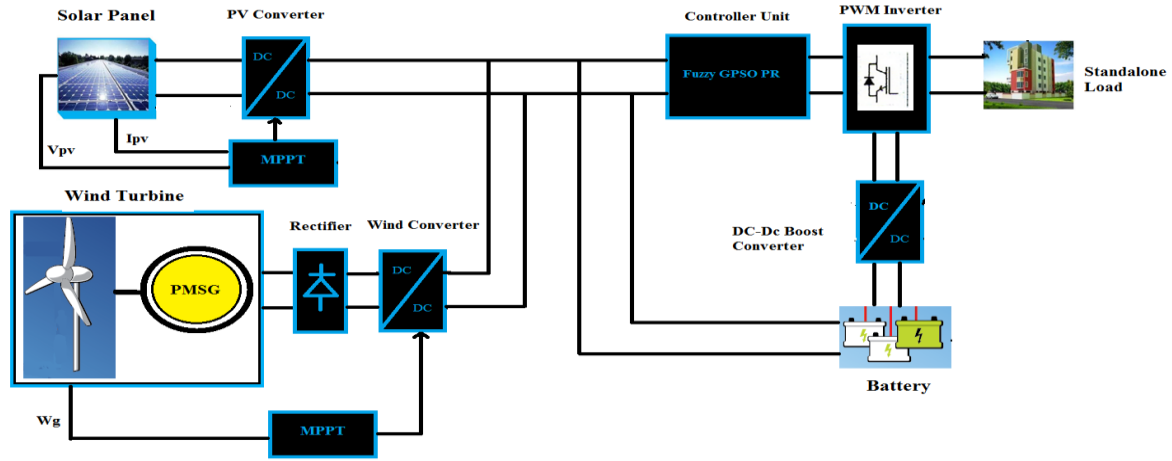 Solar Panel
PV Converter
Controller Unit
PWM Inverter
DC
DC
Fuzzy GPSO PR
Standalone
Load
Ipv
Vpv
MPPT
Wind Turbine
Rectifier
Wind Converter
DC
DC
PMSG
DC-Dc Boost
Converter
DC
DC
Battery
Wg
MPPT